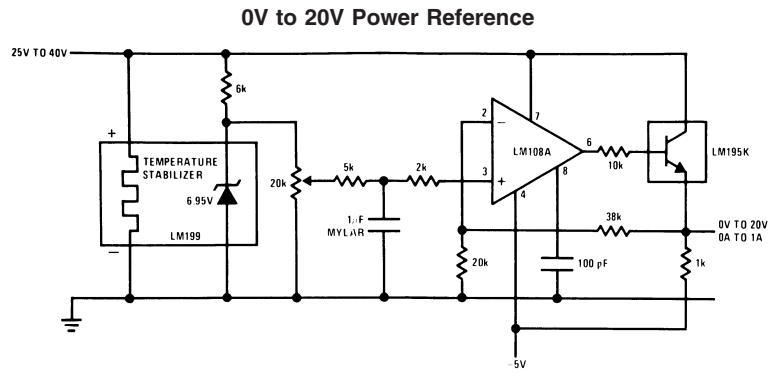 0V to 20V Power Reference
25V TO 40V
6k
+
TEMPERATURE
STABILIZER
6.95V
LM199
−
20k
5k
2k
MYLAR
2
−
3
+
LM108A
7
6
8
4
10k
LM195K
38k
0V TO 20V
0A TO 1A
20k
100 pF
1k
−5V